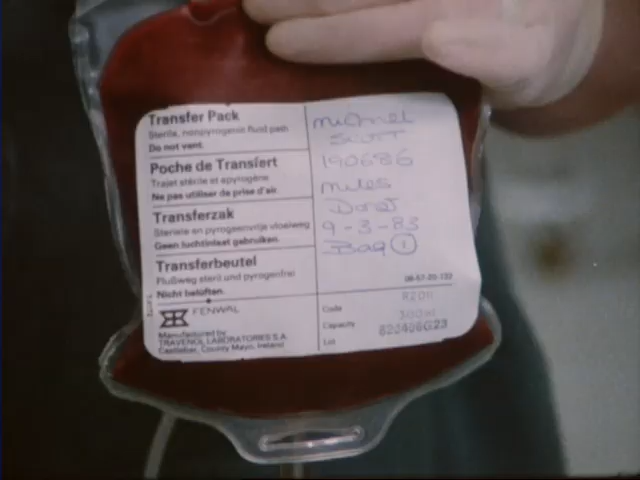 Transfer Pack
Sterile, nonpyrogenic fluid path
Do not vent.
Poche de Transfert
Trajet stérile et apyrogène
Ne pas utiliser de prise d'air.
Transferzak
Steriele en pyrogeenvrije vloeiweg
Geen luchtinlaat gebruiken.
Transferbeutel
Flußweg steril und pyrogenfrei
Nicht belüften.
FENWAL
Manufactured by
TRAVENOL LABORATORIES S.A.
Castlebar, County Mayo, Ireland
Michael
Scott
190686
miles
9-3-83
Bag 1
Code
Capacity 300ml
Lot